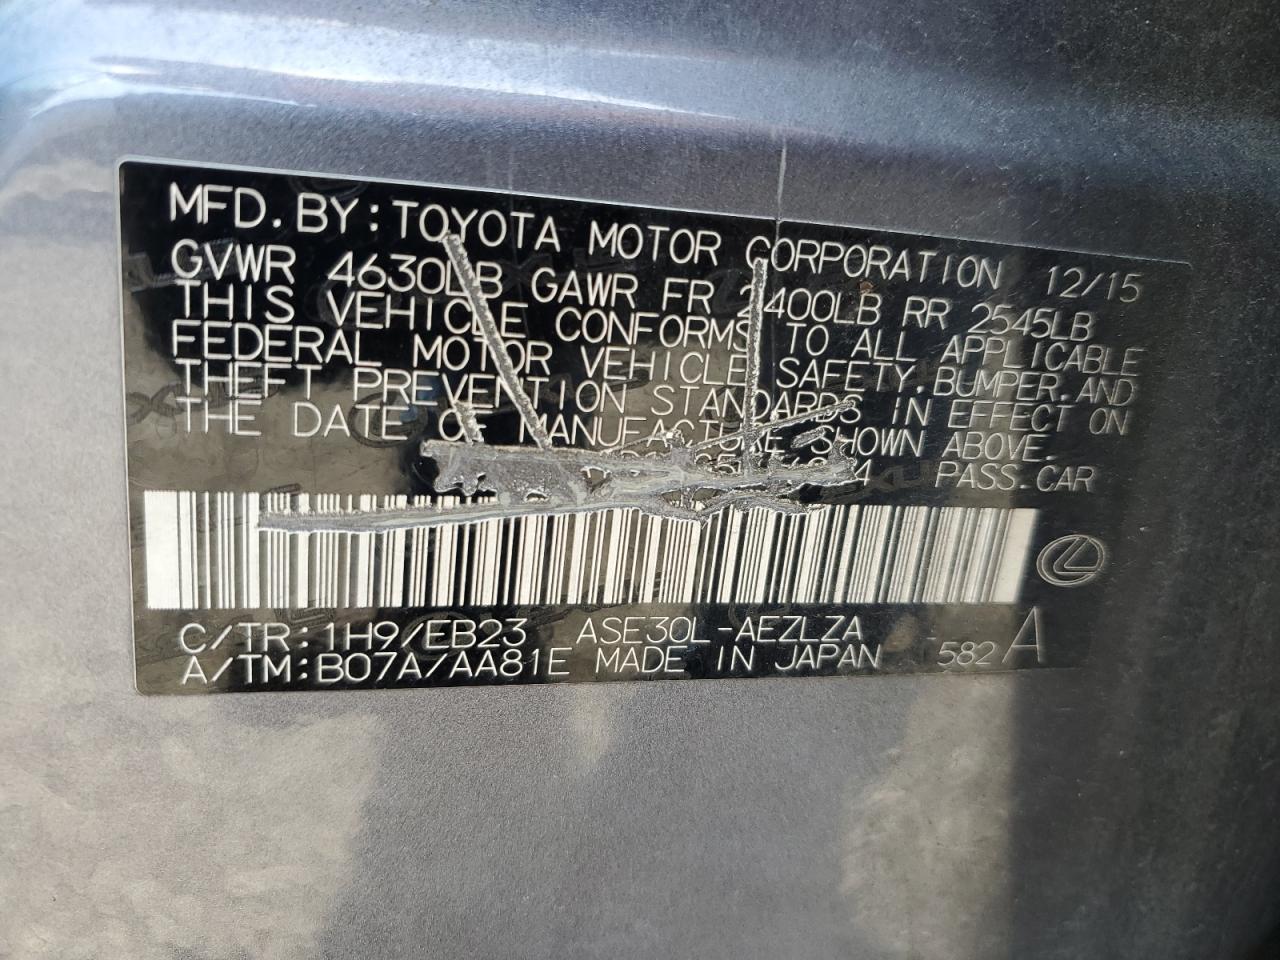 MFD. BY: TOYOTA MOTOR CORPORATION 12/15
GVWR 4630LB GAWR FR 2400LB RR 2545LB
THIS VEHICLE CONFORMS TO ALL APPLICABLE
FEDERAL MOTOR VEHICLE SAFETY, BUMPER, AND
THEFT PREVENTION STANDARDS IN EFFECT ON
THE DATE OF MANUFACTURE SHOWN ABOVE.
PASS. CAR
C/TR: 1H9/EB23 ASE30L-AEZLZA
A/TM: B07A/AA81E MADE IN JAPAN 582 A